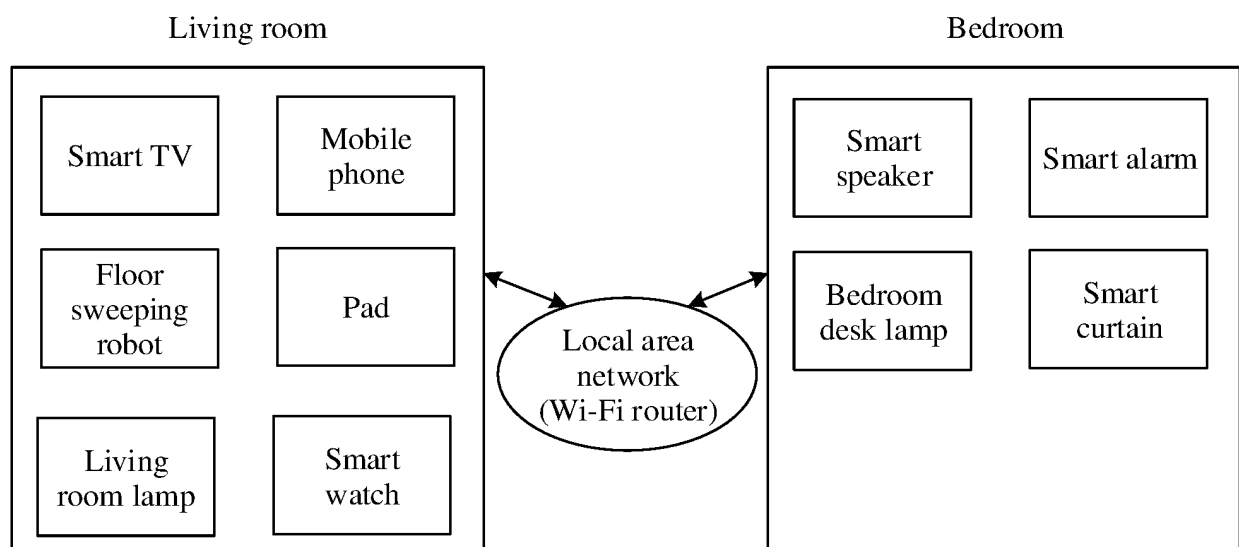 Living room
Smart TV
Mobile
phone
Floor
sweeping
robot
Pad
Living
room lamp
Smart
watch
Local area
network
(Wi-Fi router)
Bedroom
Smart
speaker
Smart alarm
Bedroom
desk lamp
Smart
curtain